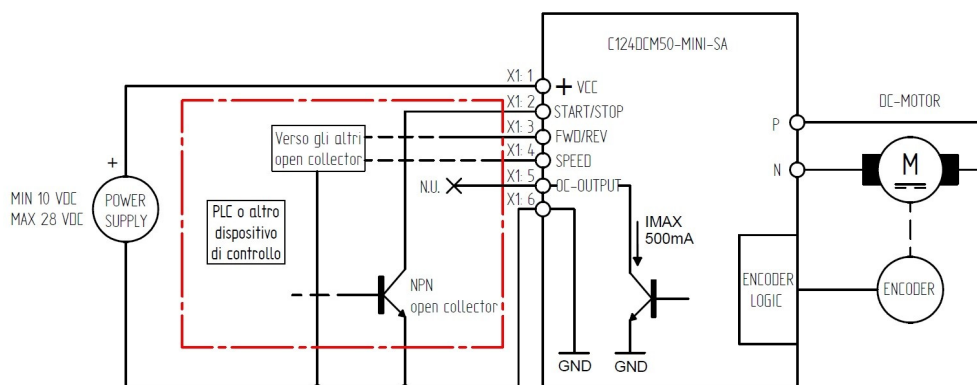 C124DCM50-MINI-SA
X1: 1
+ VCC
X1: 2
START/STOP
X1: 3
FWD/REV
X1: 4
SPEED
X1: 5
OC-OUTPUT
X1: 6
N.U.
Verso gli altri
open collector
PLC o altro
dispositivo
di controllo
NPN
open collector
+
MIN 10 VDC
MAX 28 VDC
POWER
SUPPLY
IMAX
500mA
GND
GND
DC-MOTOR
P
N
M
ENCODER
LOGIC
ENCODER